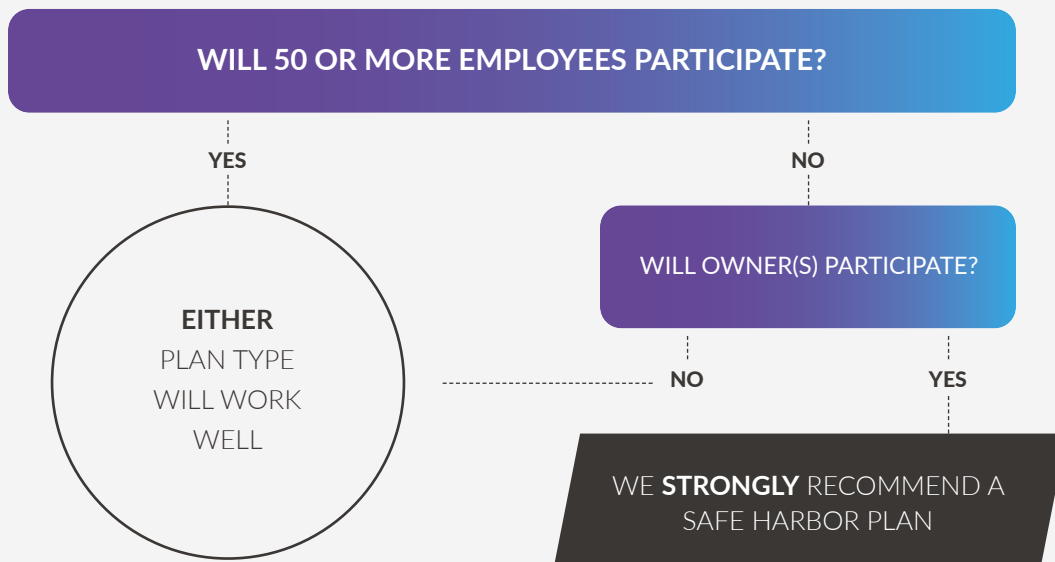 WILL 50 OR MORE EMPLOYEES PARTICIPATE?
YES
NO
WILL OWNER(S) PARTICIPATE?
EITHER
PLAN TYPE
WILL WORK
WELL
NO
YES
WE STRONGLY RECOMMEND A
SAFE HARBOR PLAN